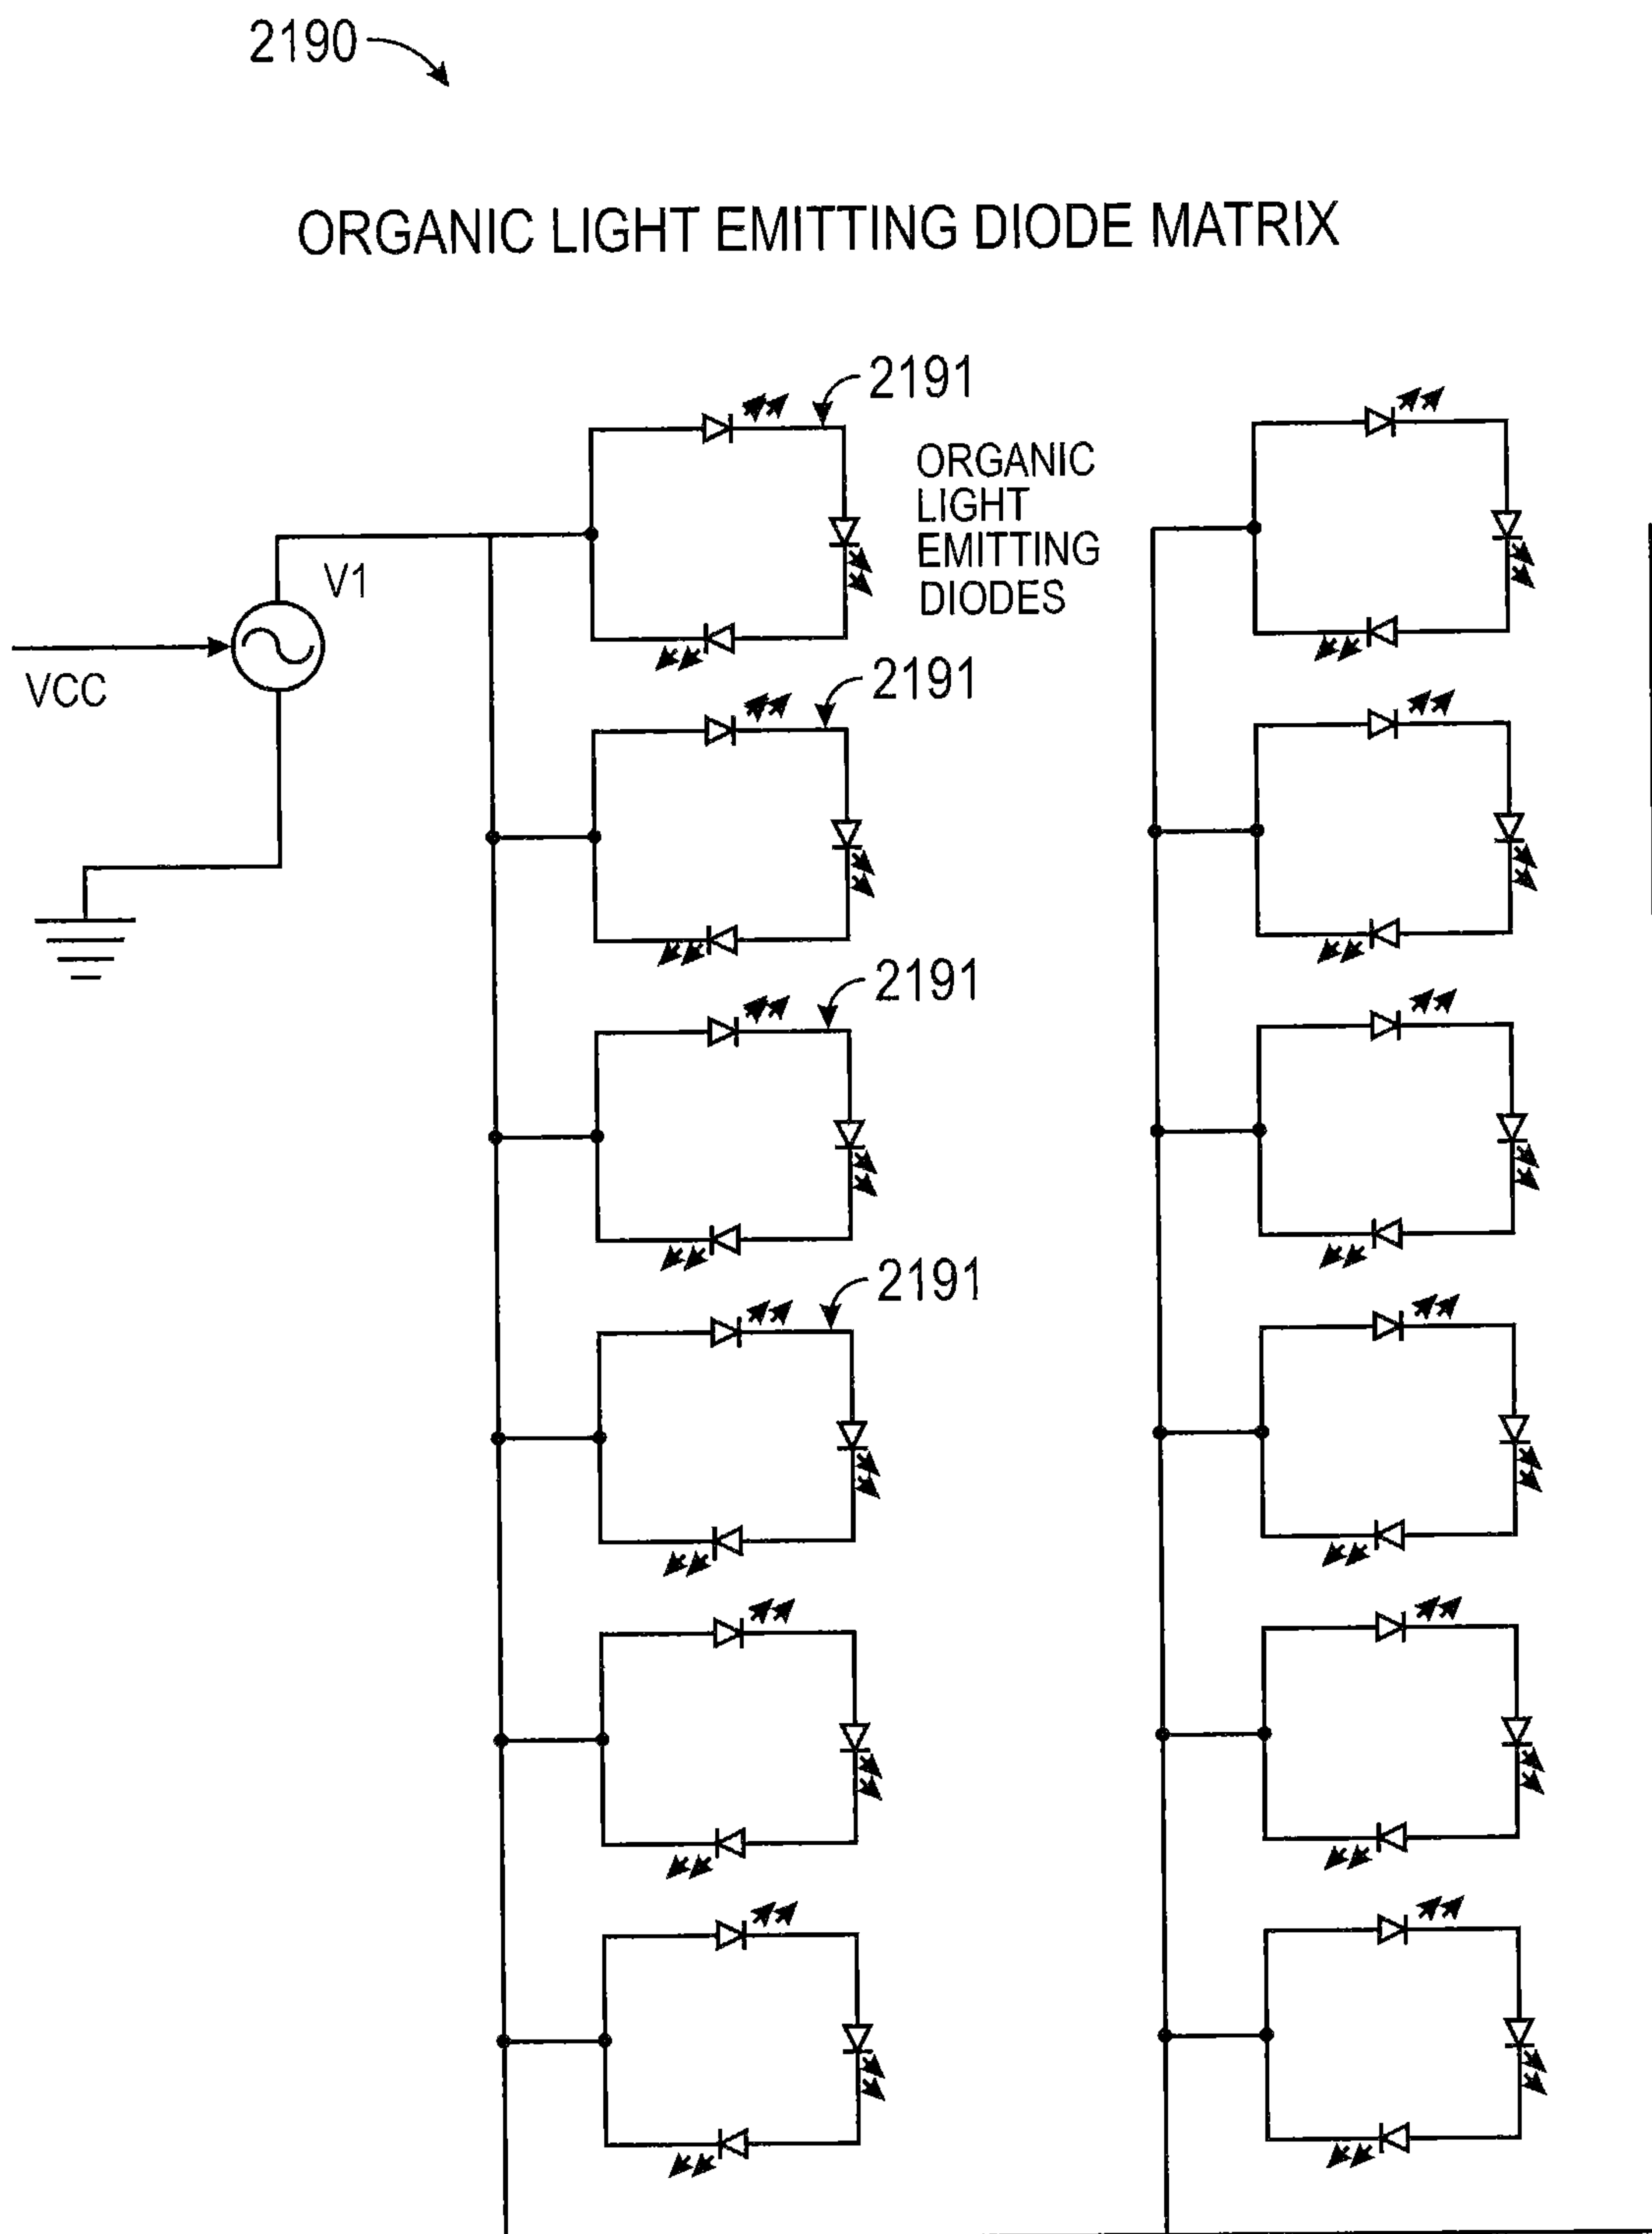 2190
ORGANIC LIGHT EMITTING DIODE MATRIX
2191
ORGANIC
LIGHT
EMITTING
DIODES
V1
VCC
2191
2191
2191